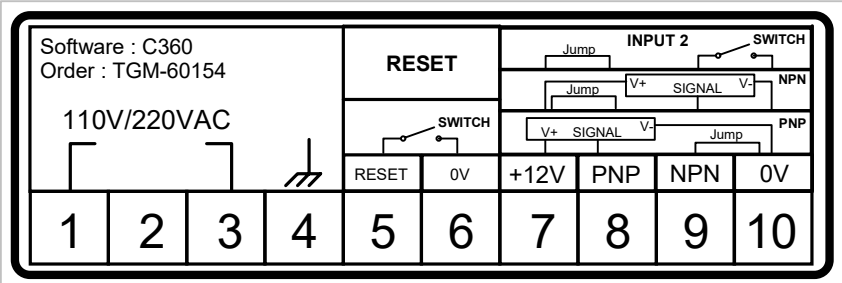 Software : C360
Order : TGM-60154
110V/220VAC
RESET
SWITCH
RESET 0V
INPUT 2
Jump SWITCH
V+ SIGNAL V- NPN
Jump
V+ SIGNAL V- PNP
Jump
+12V PNP NPN 0V
1 2 3 4 5 6 7 8 9 10